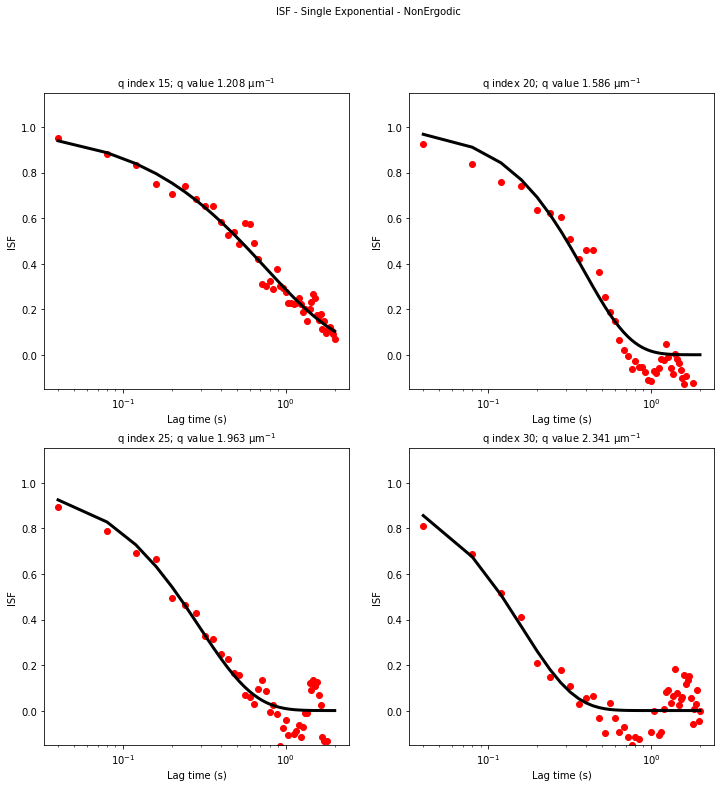 ISF - Single Exponential - NonErgodic
q index 15; q value 1.208 μm⁻¹
q index 20; q value 1.586 μm⁻¹
ISF
1.0
0.8
0.6
0.4
0.2
0.0
10⁻¹
10⁰
Lag time (s)
ISF
1.0
0.8
0.6
0.4
0.2
0.0
10⁻¹
10⁰
Lag time (s)
q index 25; q value 1.963 μm⁻¹
q index 30; q value 2.341 μm⁻¹
ISF
1.0
0.8
0.6
0.4
0.2
0.0
10⁻¹
10⁰
Lag time (s)
ISF
1.0
0.8
0.6
0.4
0.2
0.0
10⁻¹
10⁰
Lag time (s)